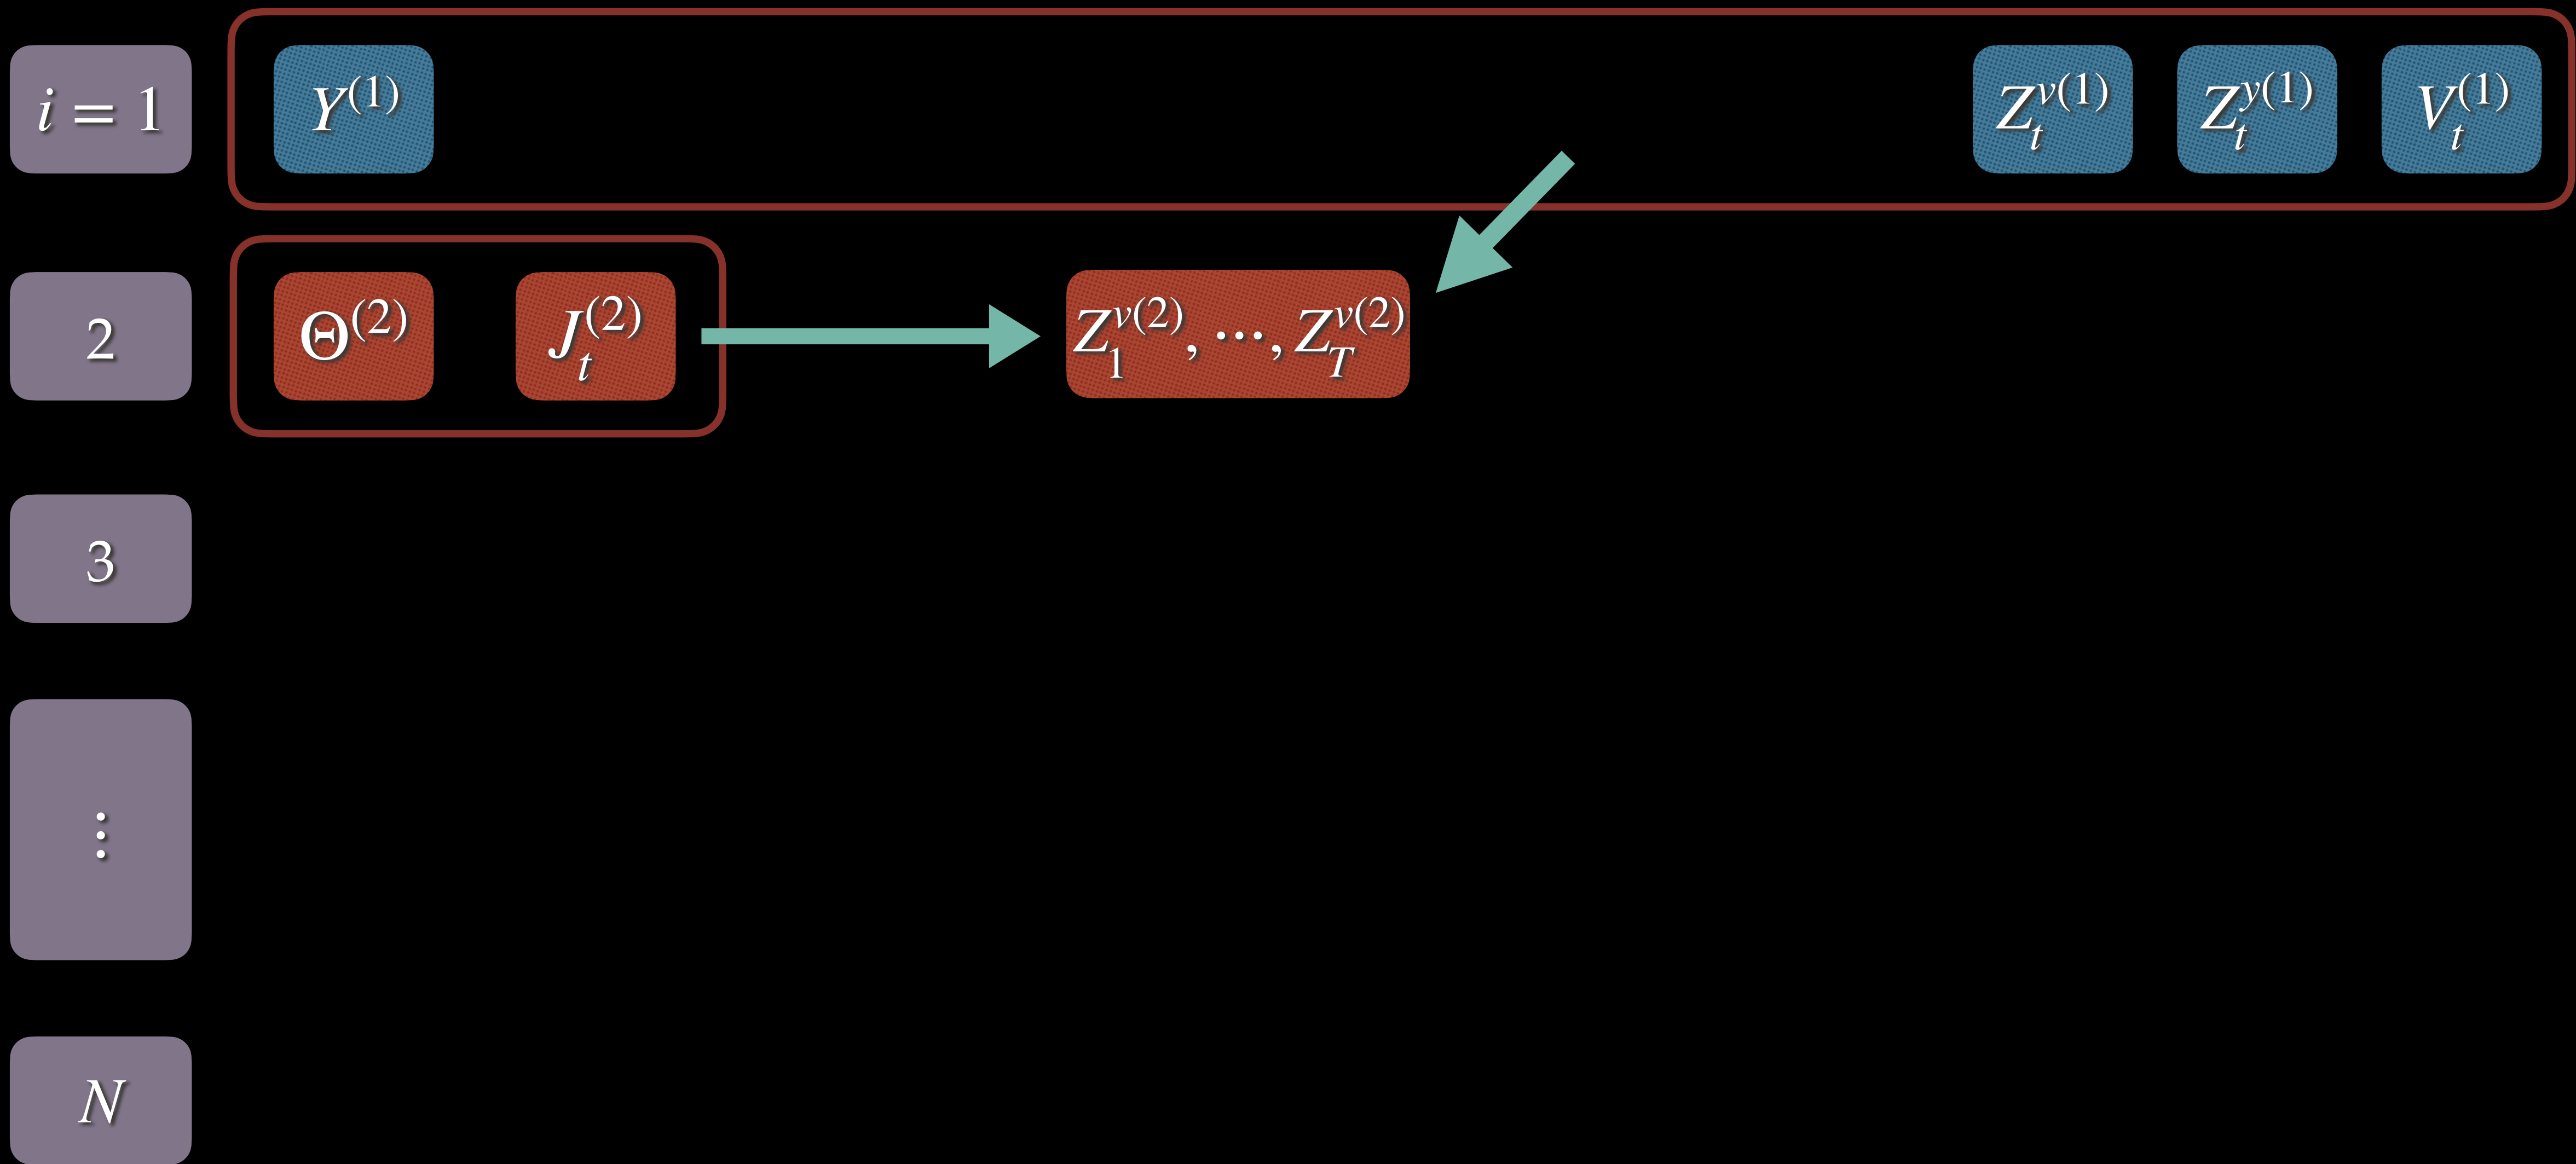 i = 1 Y^(1) Z_t^v(1) Z_t^y(1) V_t^(1)
2 Θ^(2) J_t^(2) Z_1^v(2), ⋯, Z_T^v(2)
3
⋮
N